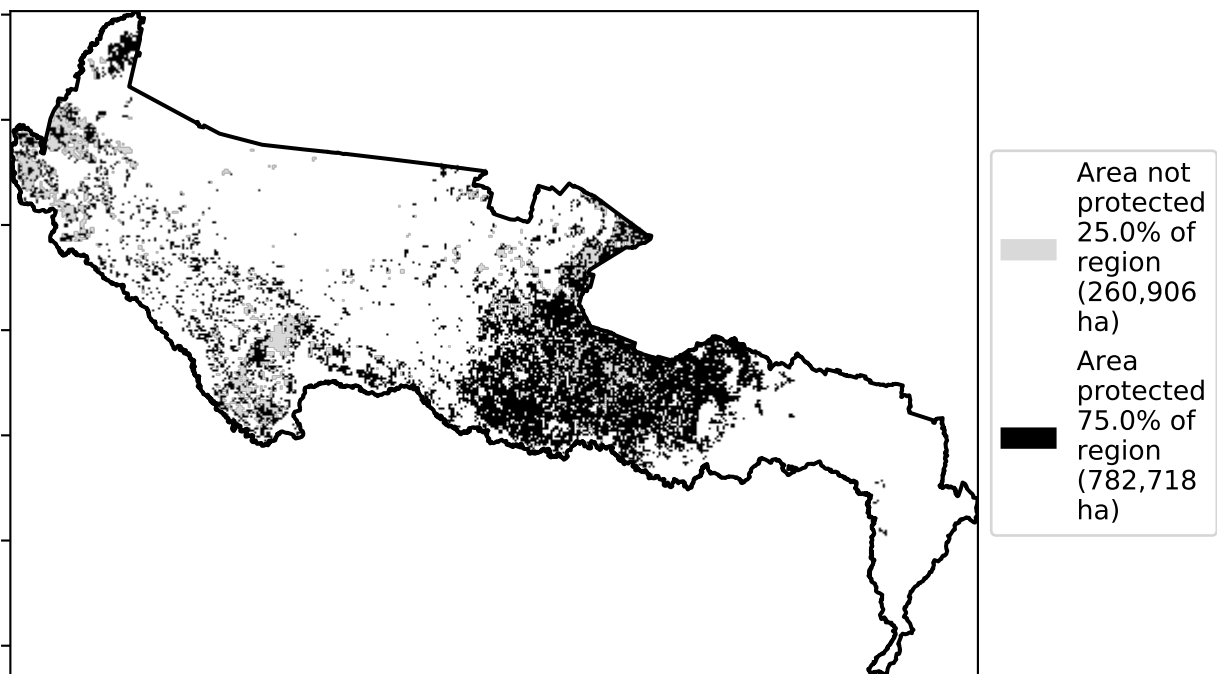 Area not
protected
25.0% of
region
(260,906
ha)
Area
protected
75.0% of
region
(782,718
ha)